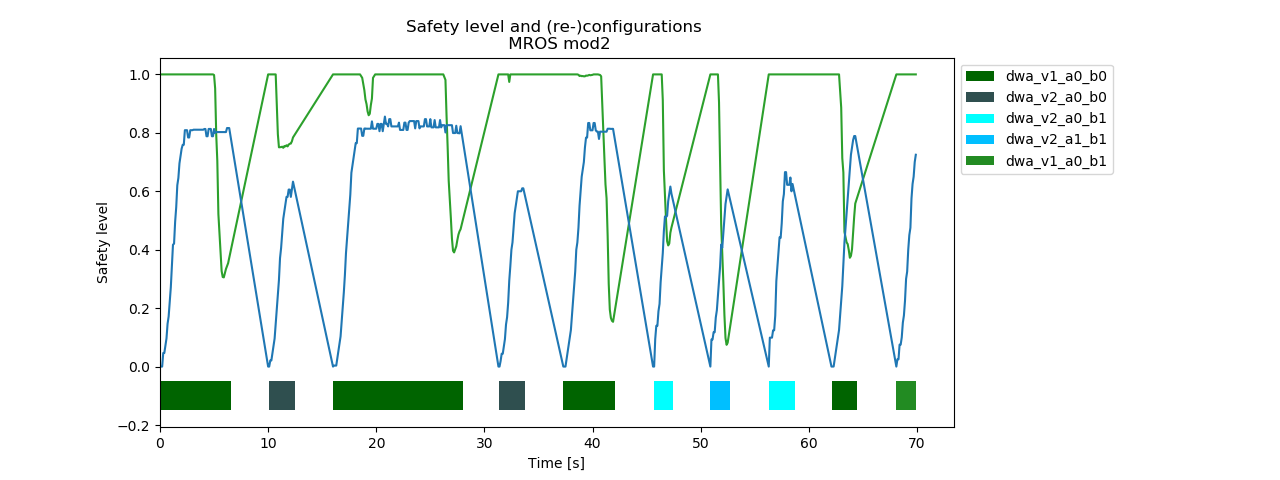 Safety level and (re-)configurations
MROS mod2
1.0
0.8
0.6
0.4
0.2
0.0
−0.2
Safety level
0 10 20 30 40 50 60 70
Time [s]
dwa_v1_a0_b0
dwa_v2_a0_b0
dwa_v2_a0_b1
dwa_v2_a1_b1
dwa_v1_a0_b1